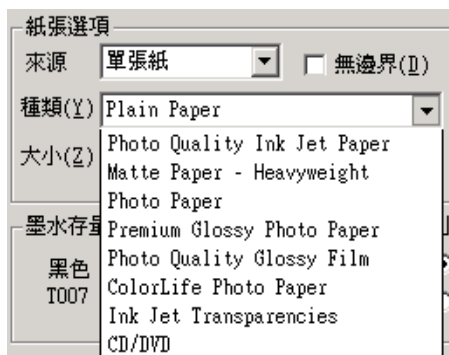 紙張選項
來源 單張紙 無邊界(D)
種類(Y) Plain Paper
大小(Z)
Photo Quality Ink Jet Paper
Matte Paper - Heavyweight
Photo Paper
Premium Glossy Photo Paper
Photo Quality Glossy Film
ColorLife Photo Paper
Ink Jet Transparencies
CD/DVD
墨水存量
黑色
T007